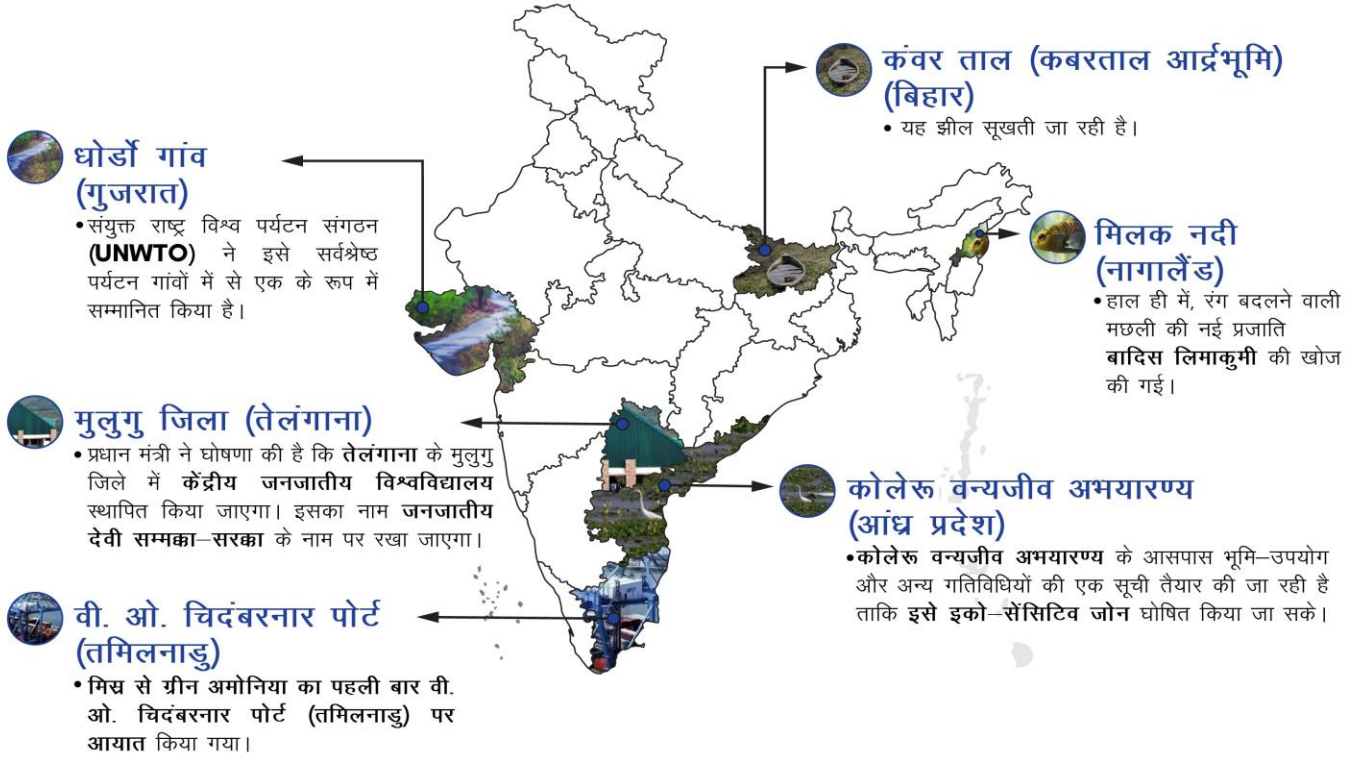 धोर्डो गांव
(गुजरात)
• संयुक्त राष्ट्र विश्व पर्यटन संगठन
(UNWTO) ने इसे सर्वश्रेष्ठ
पर्यटन गांवों में से एक के रूप में
सम्मानित किया है।
मुलुगु जिला (तेलंगाना)
• प्रधान मंत्री ने घोषणा की है कि तेलंगाना के मुलुगु
जिले में केंद्रीय जनजातीय विश्वविद्यालय
स्थापित किया जाएगा। इसका नाम जनजातीय
देवी सम्मक्का–सरक्का के नाम पर रखा जाएगा।
वी. ओ. चिदंबरनार पोर्ट
(तमिलनाडु)
• मिस्र से ग्रीन अमोनिया का पहली बार वी.
ओ. चिदंबरनार पोर्ट (तमिलनाडु) पर
आयात किया गया।
कंवर ताल (कबरताल आर्द्रभूमि)
(बिहार)
• यह झील सूखती जा रही है।
मिलक नदी
(नागालैंड)
• हाल ही में, रंग बदलने वाली
मछली की नई प्रजाति
बादिस लिमाकुमी की खोज
की गई।
कोलेरू वन्यजीव अभयारण्य
(आंध्र प्रदेश)
• कोलेरू वन्यजीव अभयारण्य के आसपास भूमि–उपयोग
और अन्य गतिविधियों की एक सूची तैयार की जा रही है
ताकि इसे इको–सेंसिटिव जोन घोषित किया जा सके।